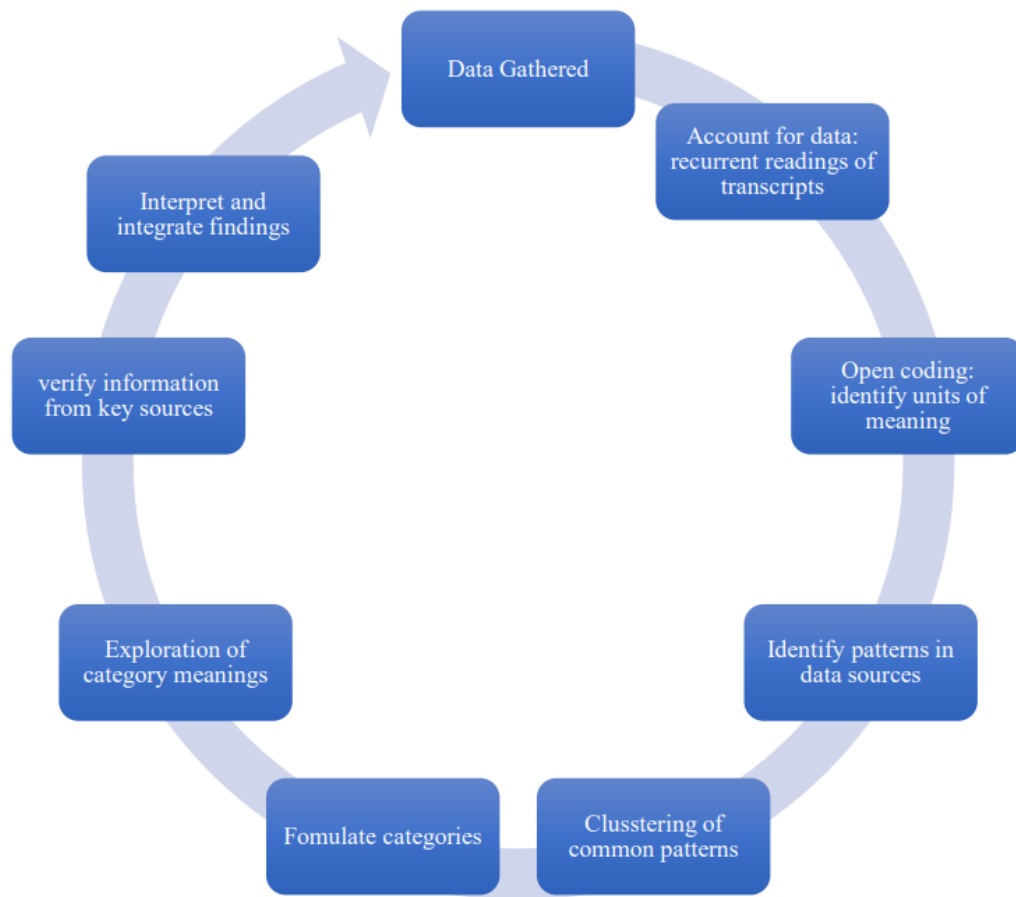 Data Gathered
Account for data:
recurrent readings of
transcripts
Open coding:
identify units of
meaning
Identify patterns in
data sources
Clusstering of
common patterns
Fomulate categories
Exploration of
category meanings
verify information
from key sources
Interpret and
integrate findings